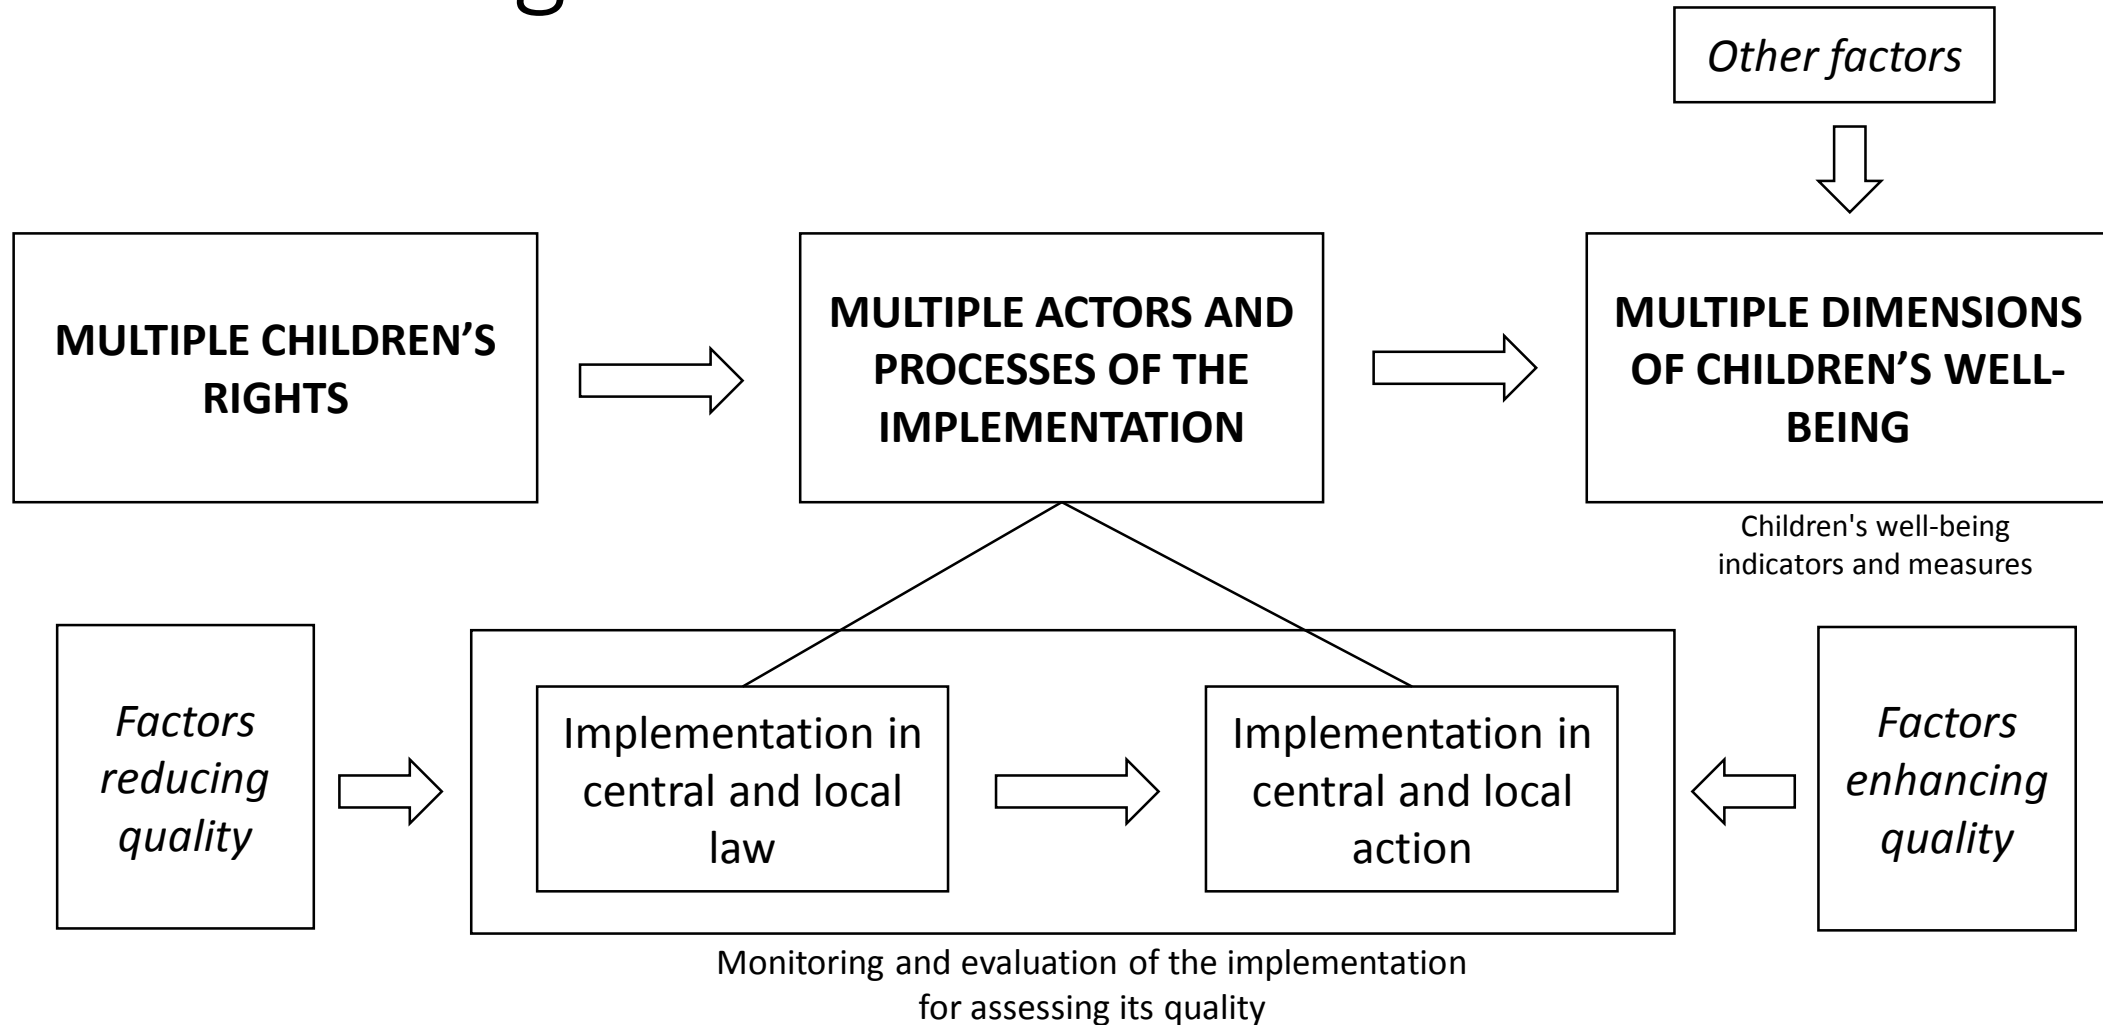 Other factors
MULTIPLE CHILDREN’S
RIGHTS
MULTIPLE ACTORS AND
PROCESSES OF THE
IMPLEMENTATION
MULTIPLE DIMENSIONS
OF CHILDREN’S WELL-
BEING
Children's well-being
indicators and measures
Factors
reducing
quality
Implementation in
central and local
law
Implementation in
central and local
action
Factors
enhancing
quality
Monitoring and evaluation of the implementation
for assessing its quality